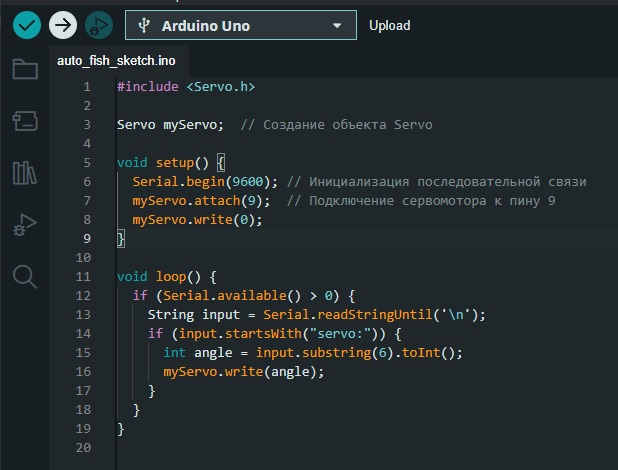 Arduino Uno
Upload
auto_fish_sketch.ino
1 #include <Servo.h>
2
3 Servo myServo;  // Создание объекта Servo
4
5 void setup() {
6   Serial.begin(9600); // Инициализация последовательной связи
7   myServo.attach(9);  // Подключение сервомотора к пину 9
8   myServo.write(0);
9 }
10
11 void loop() {
12   if (Serial.available() > 0) {
13     String input = Serial.readStringUntil('\n');
14     if (input.startsWith("servo:")) {
15       int angle = input.substring(6).toInt();
16       myServo.write(angle);
17     }
18   }
19 }
20